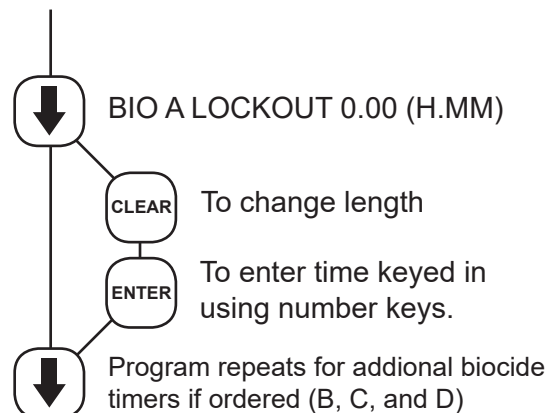 BIO A LOCKOUT 0.00 (H.MM)
CLEAR
To change length
ENTER
To enter time keyed in
using number keys.
Program repeats for addional biocide
timers if ordered (B, C, and D)